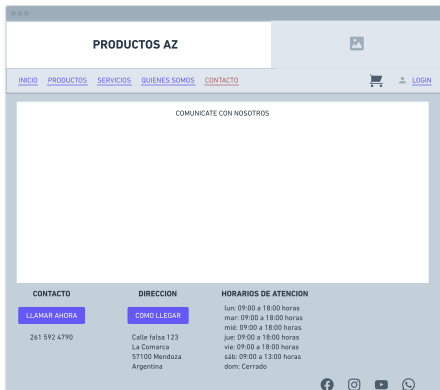 PRODUCTOS AZ
INICIO PRODUCTOS SERVICIOS QUIENES SOMOS CONTACTO LOGIN
COMUNICATE CON NOSOTROS
CONTACTO
LLAMAR AHORA
261 592 4790
DIRECCION
COMO LLEGAR
Calle falsa 123
La Comarca
57100 Mendoza
Argentina
HORARIOS DE ATENCION
lun: 09:00 a 18:00 horas
mar: 09:00 a 18:00 horas
mié: 09:00 a 18:00 horas
jue: 09:00 a 18:00 horas
vie: 09:00 a 18:00 horas
sáb: 09:00 a 13:00 horas
dom: Cerrado